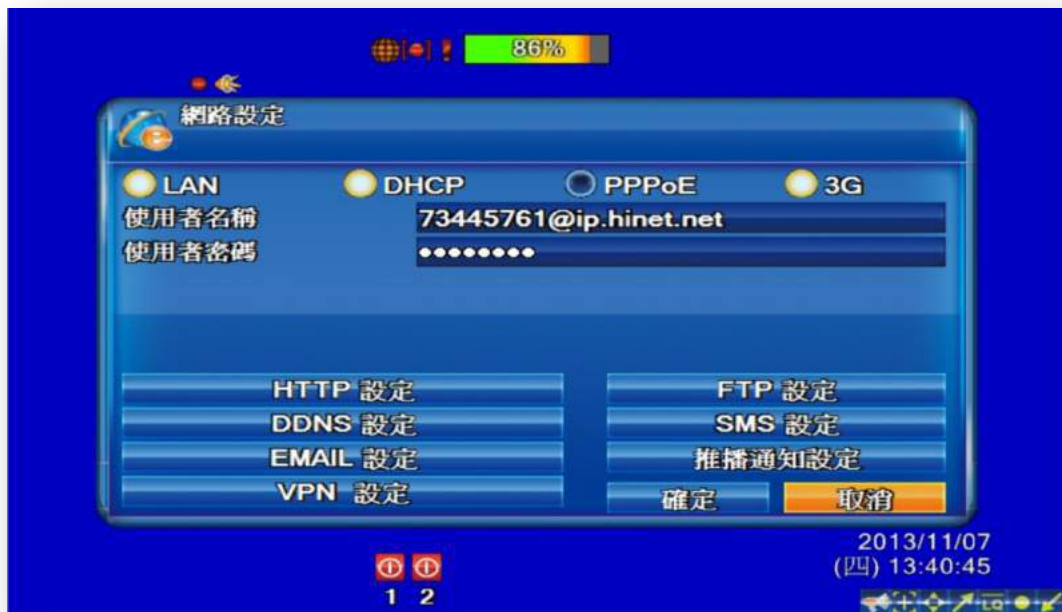 86%
網路設定
LAN DHCP PPPoE 3G
使用者名稱 73445761@ip.hinet.net
使用者密碼 ••••••••
HTTP 設定 FTP 設定
DDNS 設定 SMS 設定
EMAIL 設定 推播通知設定
VPN 設定 確定 取消
2013/11/07
(四) 13:40:45
1 2